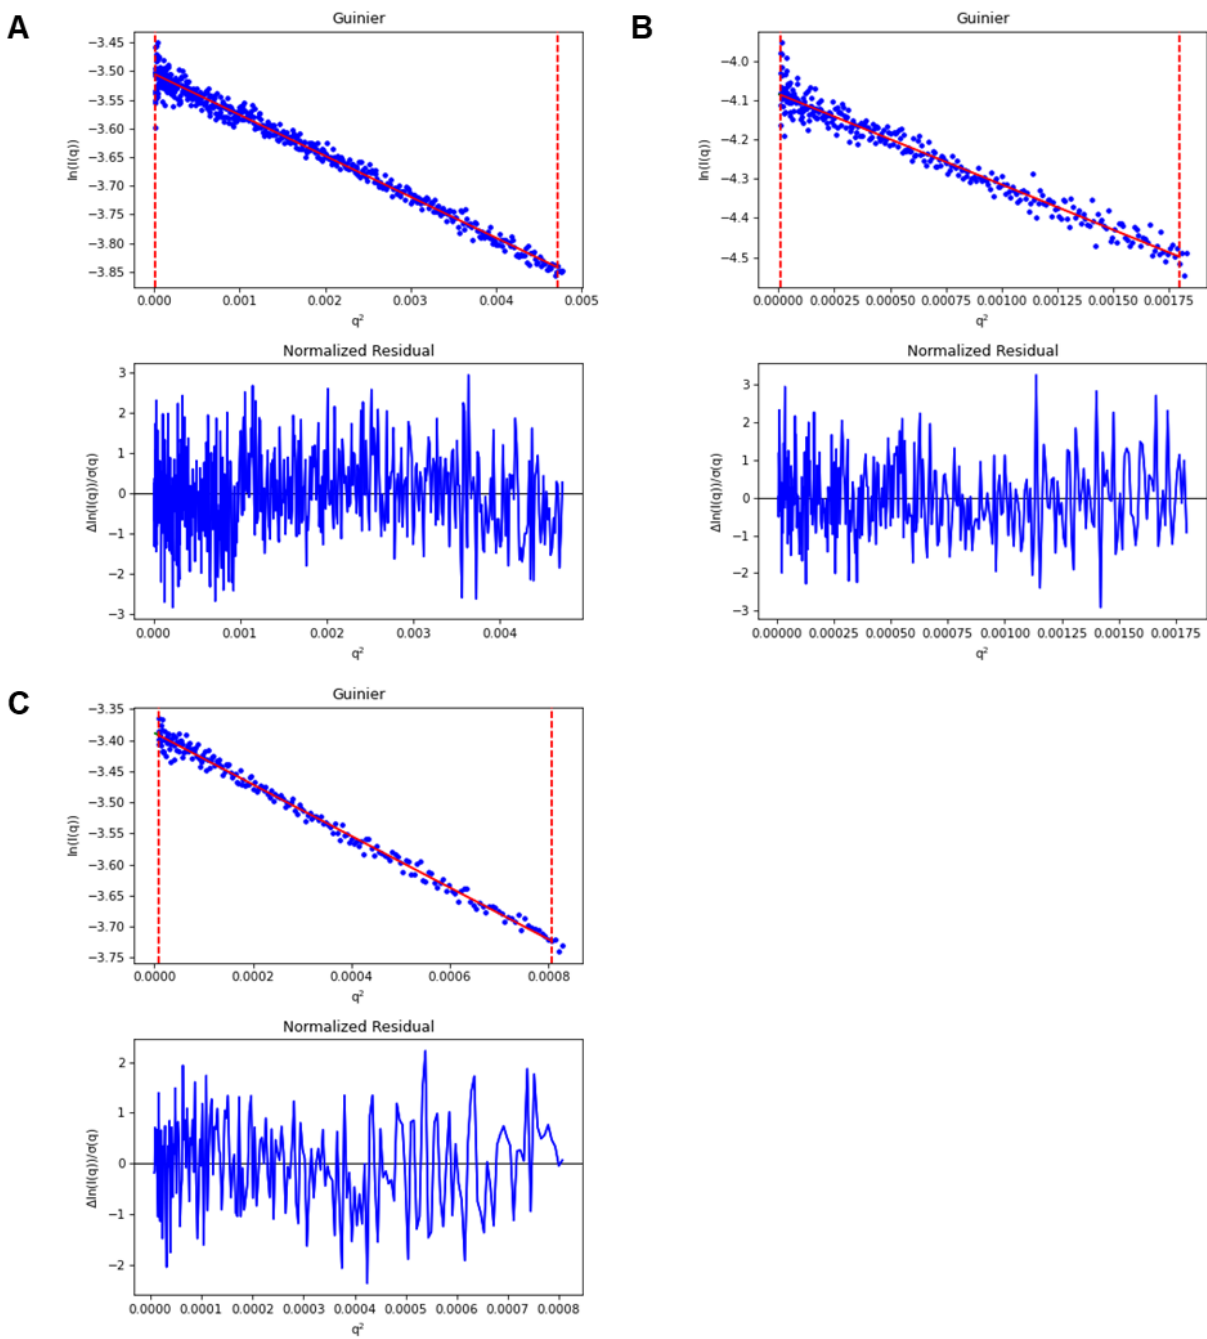 A
Guinier
ln(I(q))
−3.45
−3.50
−3.55
−3.60
−3.65
−3.70
−3.75
−3.80
−3.85
0.000 0.001 0.002 0.003 0.004 0.005
q²
Normalized Residual
Δln(I(q))/σ(q)
3
2
1
0
−1
−2
−3
0.000 0.001 0.002 0.003 0.004
q²
B
Guinier
ln(I(q))
−4.0
−4.1
−4.2
−4.3
−4.4
−4.5
0.00000 0.00025 0.00050 0.00075 0.00100 0.00125 0.00150 0.00175
q²
Normalized Residual
Δln(I(q))/σ(q)
3
2
1
0
−1
−2
−3
0.00000 0.00025 0.00050 0.00075 0.00100 0.00125 0.00150 0.00175
q²
C
Guinier
ln(I(q))
−3.35
−3.40
−3.45
−3.50
−3.55
−3.60
−3.65
−3.70
−3.75
0.0000 0.0002 0.0004 0.0006 0.0008
q²
Normalized Residual
Δln(I(q))/σ(q)
2
1
0
−1
−2
0.0000 0.0001 0.0002 0.0003 0.0004 0.0005 0.0006 0.0007 0.0008
q²